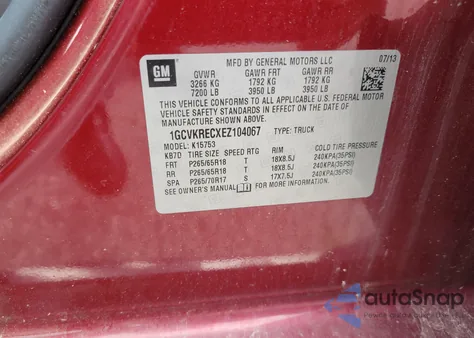 GM
MFD BY GENERAL MOTORS LLC 07/13
GVWR GAWR FRT GAWR RR
3266 KG 1792 KG 1792 KG
7200 LB 3950 LB 3950 LB
THIS VEHICLE CONFORMS TO ALL APPLICABLE U.S. FEDERAL MOTOR
VEHICLE SAFETY STANDARDS IN EFFECT ON THE DATE OF
MANUFACTURE SHOWN ABOVE.
1GCVKRECXEZ104067 TYPE: TRUCK
MODEL: K15753
KB7D TIRE SIZE SPEED RTG RIM COLD TIRE PRESSURE
FRT P265/65R18 T 18X8.5J 240KPA(35PSI)
RR P265/65R18 T 18X8.5J 240KPA(35PSI)
SPA P265/70R17 S 17X7.5J 240KPA(35PSI)
SEE OWNER'S MANUAL FOR MORE INFORMATION.
autoSnap